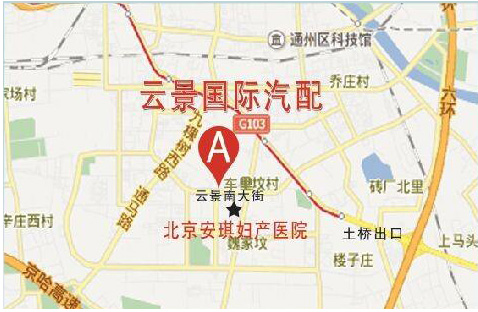 通州区科技馆
乔庄村
六环
云景国际汽配
G103
九棵树西路
通马路
A
车里坟村
云景南大街
砖厂北里
北京安琪妇产医院
魏家坟
土桥出口
上马头
楼子庄
辛庄西村
京哈高速